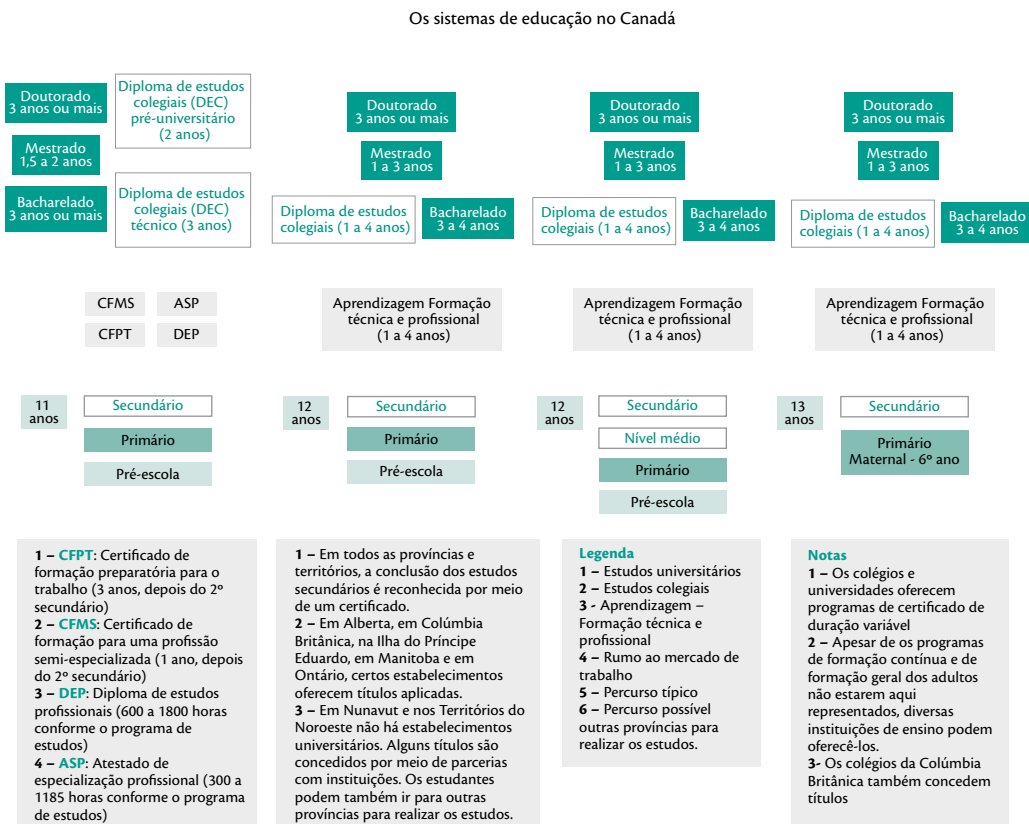 Os sistemas de educação no Canadá
Doutorado
3 anos ou mais
Mestrado
1,5 a 2 anos
Bacharelado
3 anos ou mais
Diploma de estudos
colegiais (DEC)
pré-universitário
(2 anos)
Diploma de estudos
colegiais (DEC)
técnico (3 anos)
CFMS
ASP
CFPT
DEP
11
anos
Secundário
Primário
Pré-escola
1 – CFPT: Certificado de
formação preparatória para o
trabalho (3 anos, depois do 2º
secundário)
2 – CFMS: Certificado de
formação para uma profissão
semi-especializada (1 ano, depois
do 2º secundário)
3 – DEP: Diploma de estudos
profissionais (600 a 1800 horas
conforme o programa de
estudos)
4 – ASP: Atestado de
especialização profissional (300 a
1185 horas conforme o programa
de estudos)
Doutorado
3 anos ou mais
Mestrado
1 a 3 anos
Diploma de estudos
colegiais (1 a 4 anos)
Bacharelado
3 a 4 anos
Aprendizagem Formação
técnica e profissional
(1 a 4 anos)
12
anos
Secundário
Primário
Pré-escola
1 – Em todos as províncias e
territórios, a conclusão dos estudos
secundários é reconhecida por meio
de um certificado.
2 – Em Alberta, em Colúmbia
Britânica, na Ilha do Príncipe
Eduardo, em Manitoba e em
Ontário, certos estabelecimentos
oferecem títulos aplicadas.
3 – Em Nunavut e nos Territórios do
Noroeste não há estabelecimentos
universitários. Alguns títulos são
concedidos por meio de parcerias
com instituições. Os estudantes
podem também ir para outras
províncias para realizar os estudos.
Doutorado
3 anos ou mais
Mestrado
1 a 3 anos
Diploma de estudos
colegiais (1 a 4 anos)
Bacharelado
3 a 4 anos
Aprendizagem Formação
técnica e profissional
(1 a 4 anos)
12
anos
Secundário
Nível médio
Primário
Pré-escola
Legenda
1 – Estudos universitários
2 – Estudos colegiais
3 - Aprendizagem –
Formação técnica e
profissional
4 – Rumo ao mercado de
trabalho
5 – Percurso típico
6 – Percurso possível
outras províncias para
realizar os estudos.
Doutorado
3 anos ou mais
Mestrado
1 a 3 anos
Diploma de estudos
colegiais (1 a 4 anos)
Bacharelado
3 a 4 anos
Aprendizagem Formação
técnica e profissional
(1 a 4 anos)
13
anos
Secundário
Primário
Maternal - 6º ano
Notas
1 – Os colégios e
universidades oferecem
programas de certificado de
duração variável
2 – Apesar de os programas
de formação contínua e de
formação geral dos adultos
não estarem aqui
representados, diversas
instituições de ensino podem
oferecê-los.
3- Os colégios da Colúmbia
Britânica também concedem
títulos